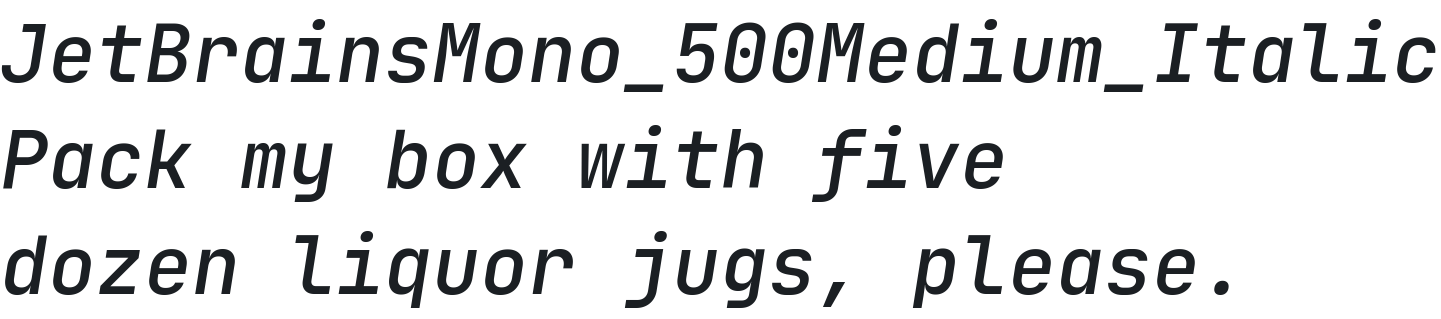 JetBrainsMono_500Medium_Italic
Pack my box with five
dozen liquor jugs, please.